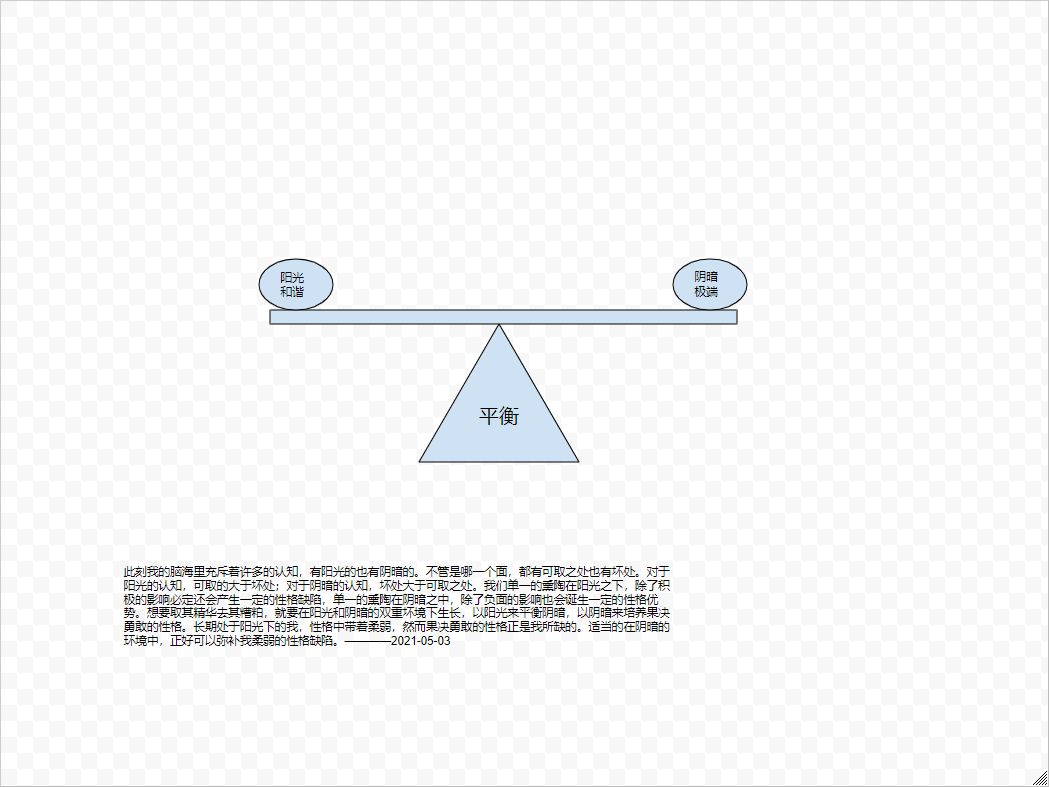 阳光
和谐
阴暗
极端
平衡
此刻我的脑海里充斥着许多的认知，有阳光的也有阴暗的。不管是哪一个面，都有可取之处也有坏处。对于
阳光的认知，可取的大于坏处；对于阴暗的认知，坏处大于可取之处。我们单一的熏陶在阳光之下，除了积
极的影响必定还会产生一定的性格缺陷，单一的熏陶在阴暗之中，除了负面的影响也会诞生一定的性格优
势。想要取其精华去其糟粕，就要在阳光和阴暗的双重环境下生长，以阳光来平衡阴暗，以阴暗来培养果决
勇敢的性格。长期处于阳光下的我，性格中带着柔弱，然而果决勇敢的性格正是我所缺的。适当的在阴暗的
环境中，正好可以弥补我柔弱的性格缺陷。————2021-05-03